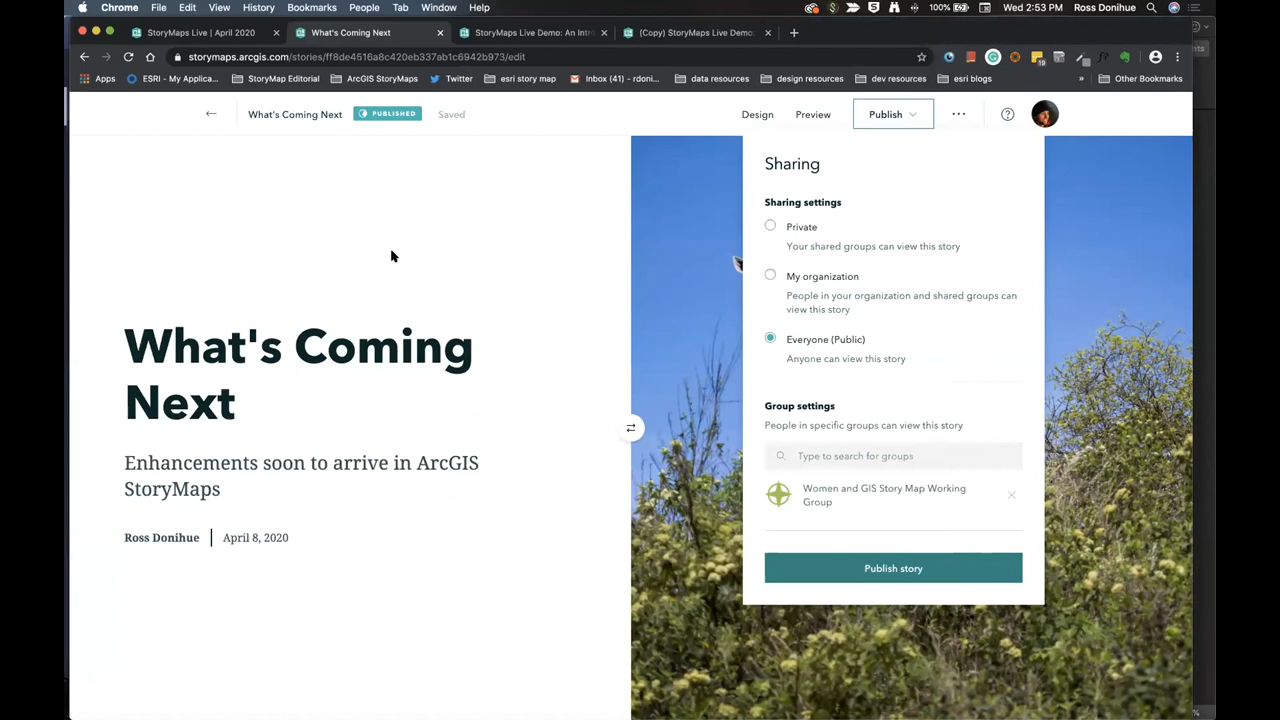 Chrome File Edit View History Bookmarks People Tab Window Help 100% Wed 2:53 PM Ross Donihue
StoryMaps Live | April 2020 What's Coming Next StoryMaps Live Demo: An Intr (Copy) StoryMaps Live Demo:
storymaps.arcgis.com/stories/ff8de4516a8c420eb337ab1c6942b973/edit
Apps ESRI - My Applica... StoryMap Editorial ArcGIS StoryMaps Twitter esri story map Inbox (41) - rdoni... data resources design resources dev resources esri blogs » Other Bookmarks
What's Coming Next PUBLISHED Saved Design Preview Publish
Sharing
Sharing settings
Private
Your shared groups can view this story
My organization
People in your organization and shared groups can
view this story
Everyone (Public)
Anyone can view this story
Group settings
People in specific groups can view this story
Type to search for groups
Women and GIS Story Map Working
Group
Publish story
What's Coming
Next
Enhancements soon to arrive in ArcGIS
StoryMaps
Ross Donihue | April 8, 2020